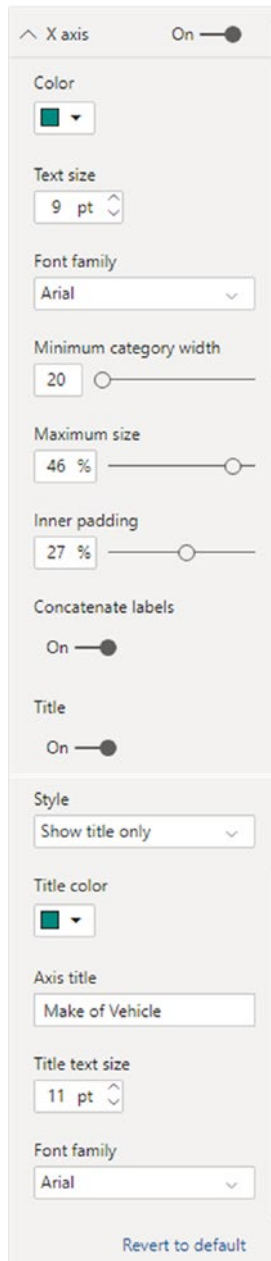 X axis On
Color
Text size
9 pt
Font family
Arial
Minimum category width
20
Maximum size
46 %
Inner padding
27 %
Concatenate labels
On
Title
On
Style
Show title only
Title color
Axis title
Make of Vehicle
Title text size
11 pt
Font family
Arial
Revert to default